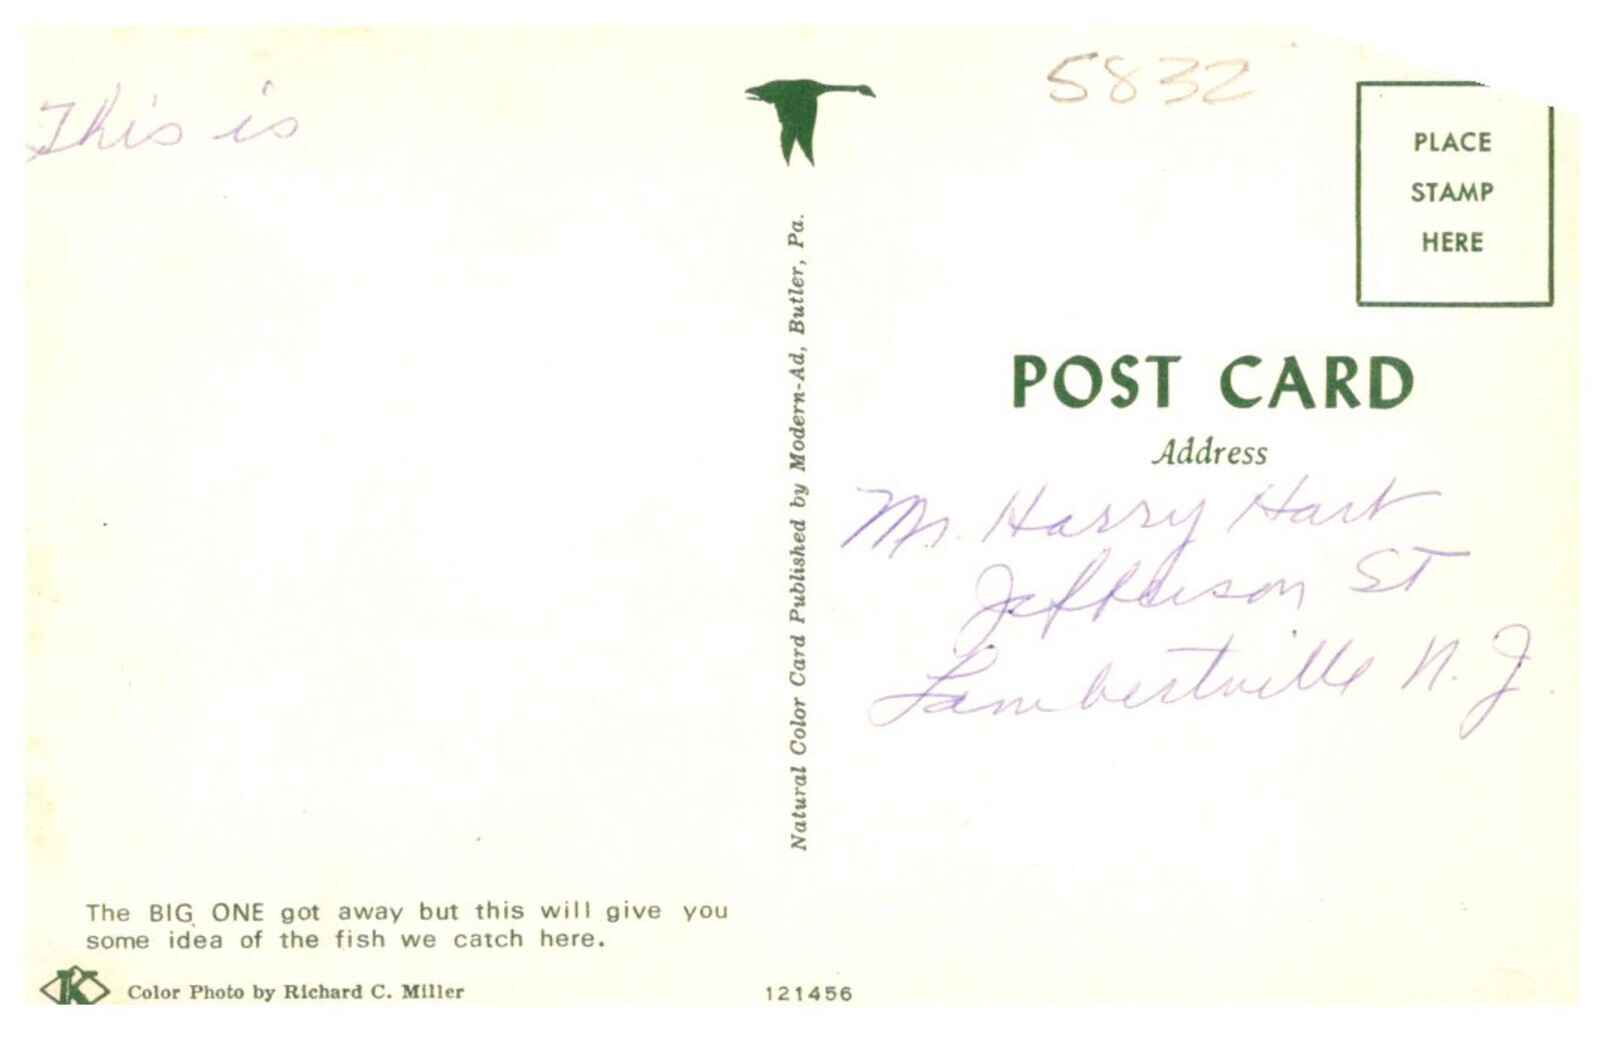 This is
5832
PLACE
STAMP
HERE
POST CARD
Address
Mr. Harry Hart
Jefferson St
Lambertville N. J.
Natural Color Card Published by Modern-Ad, Butler, Pa.
The BIG ONE got away but this will give you
some idea of the fish we catch here.
K Color Photo by Richard C. Miller
121456